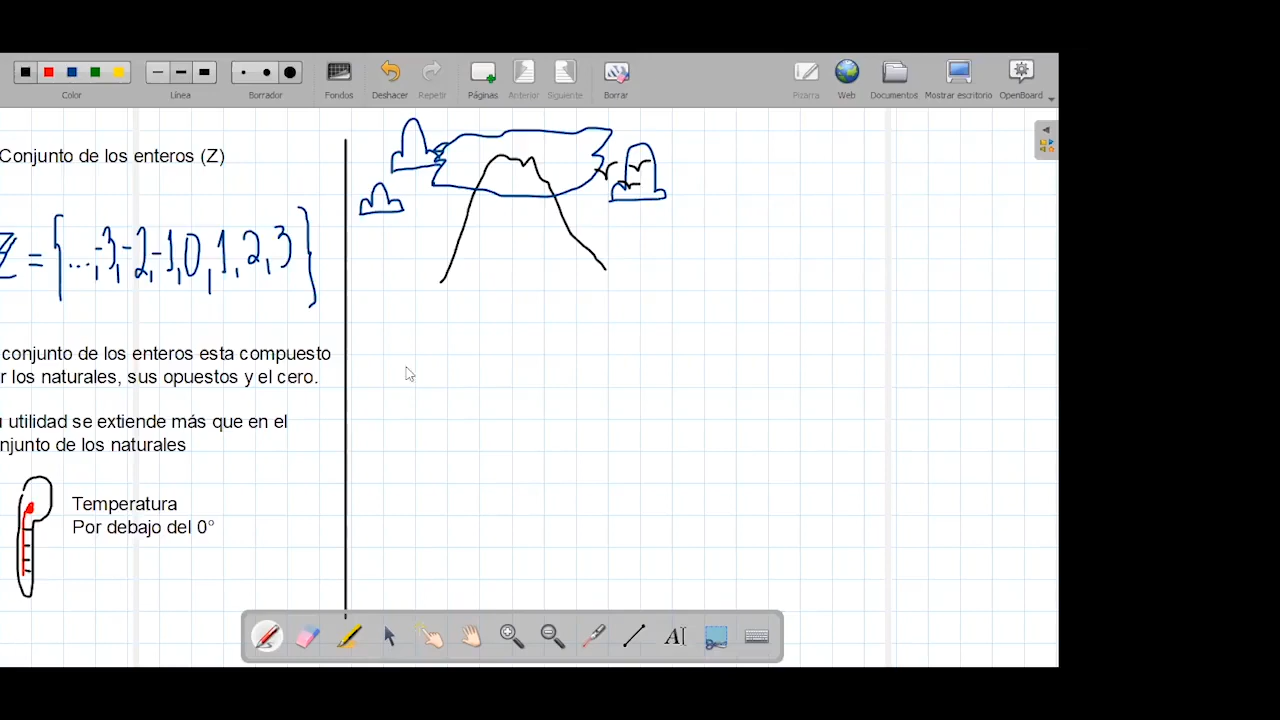 Color
Línea
Borrador
Fondos
Deshacer
Repetir
Páginas
Anterior
Siguiente
Borrar
Pizarra
Web
Documentos
Mostrar escritorio
OpenBoard
Conjunto de los enteros (Z)
ℤ = {...,-3,-2,-1,0,1,2,3}
conjunto de los enteros esta compuesto
r los naturales, sus opuestos y el cero.
utilidad se extiende más que en el
njunto de los naturales
Temperatura
Por debajo del 0°